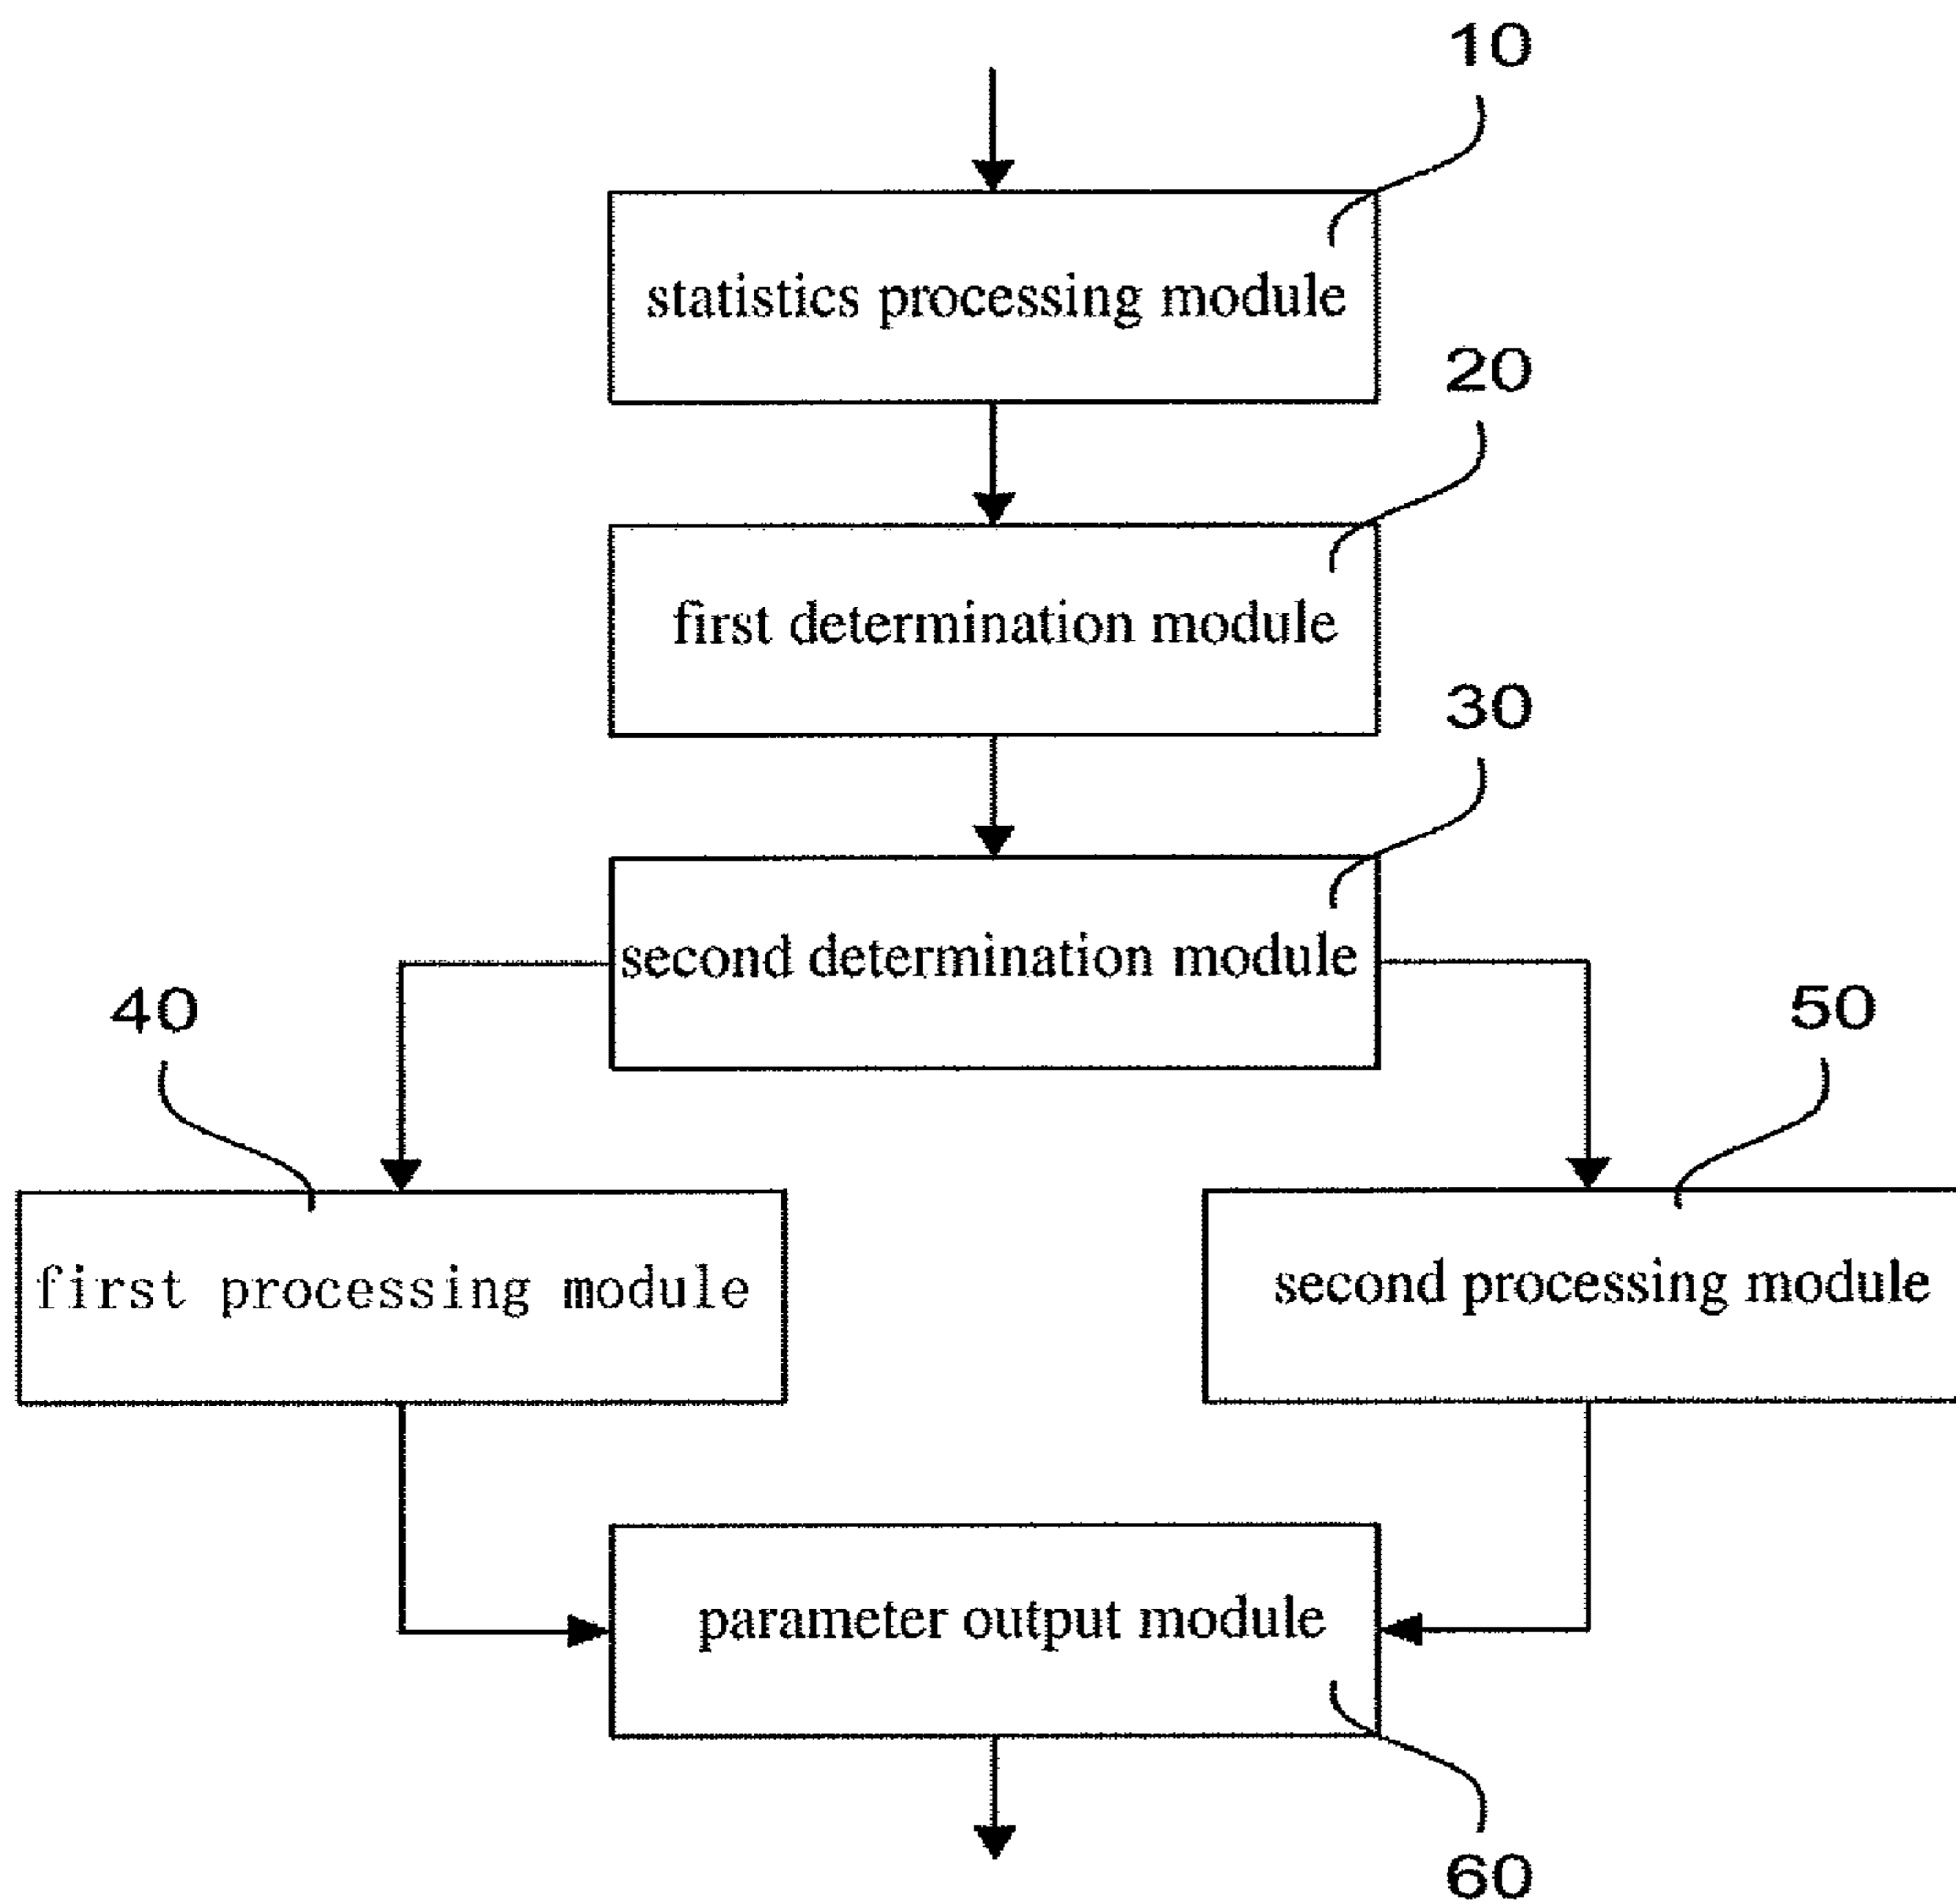 10
statistics processing module
20
first determination module
30
second determination module
40
50
first processing module
second processing module
parameter output module
60